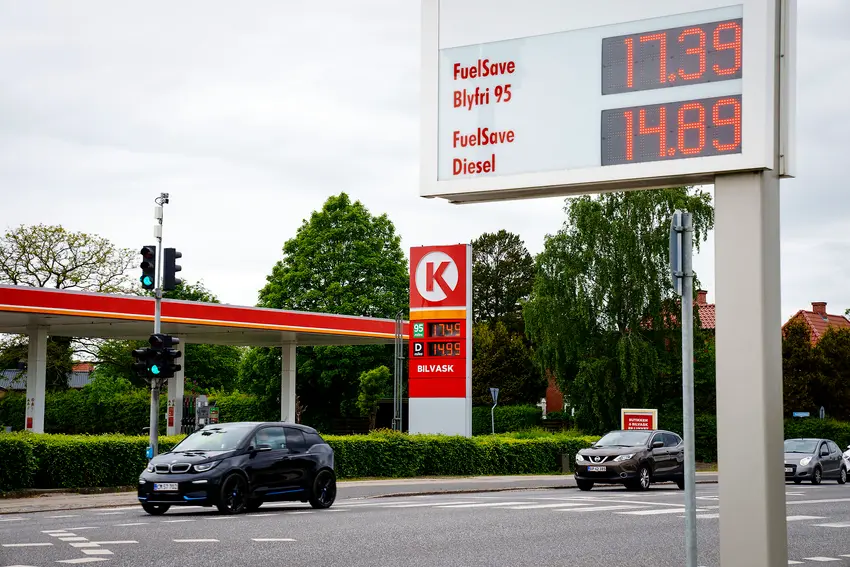 FuelSave
Blyfri 95
17.39
FuelSave
Diesel
14.89
K
95 17.49
D 14.99
BILVASK